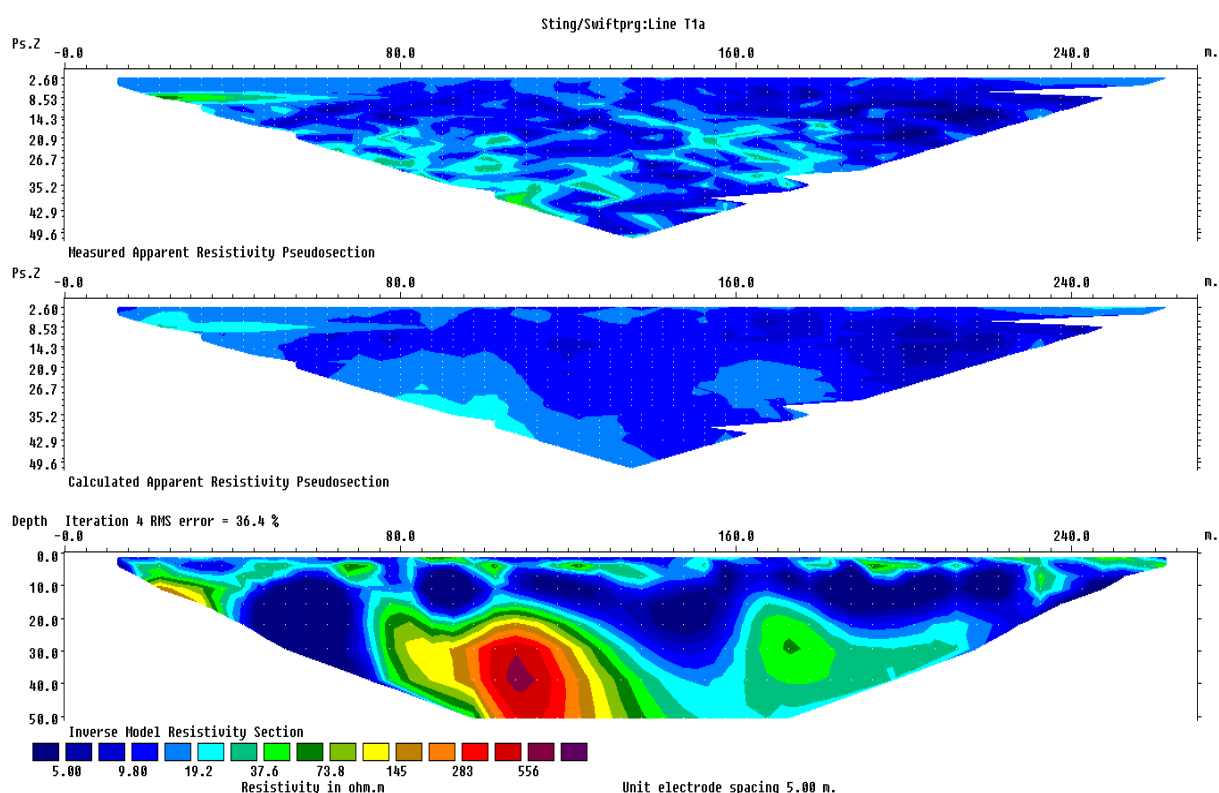 Sting/Swiftprg:Line T1a
Ps.Z -0.0 80.0 160.0 240.0 m.
2.60
8.53
14.3
20.9
26.7
35.2
42.9
49.6
Measured Apparent Resistivity Pseudosection
Ps.Z -0.0 80.0 160.0 240.0 m.
2.60
8.53
14.3
20.9
26.7
35.2
42.9
49.6
Calculated Apparent Resistivity Pseudosection
Depth Iteration 4 RMS error = 36.4 %
-0.0 80.0 160.0 240.0 m.
0.0
10.0
20.0
30.0
40.0
50.0
Inverse Model Resistivity Section
5.00 9.80 19.2 37.6 73.8 145 283 556
Resistivity in ohm.m Unit electrode spacing 5.00 m.